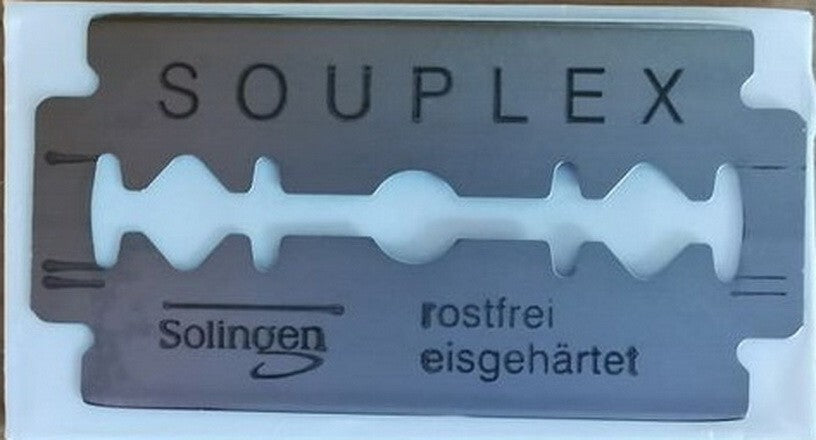 SOUPLEX
Solingen
rostfrei
eisgehärtet